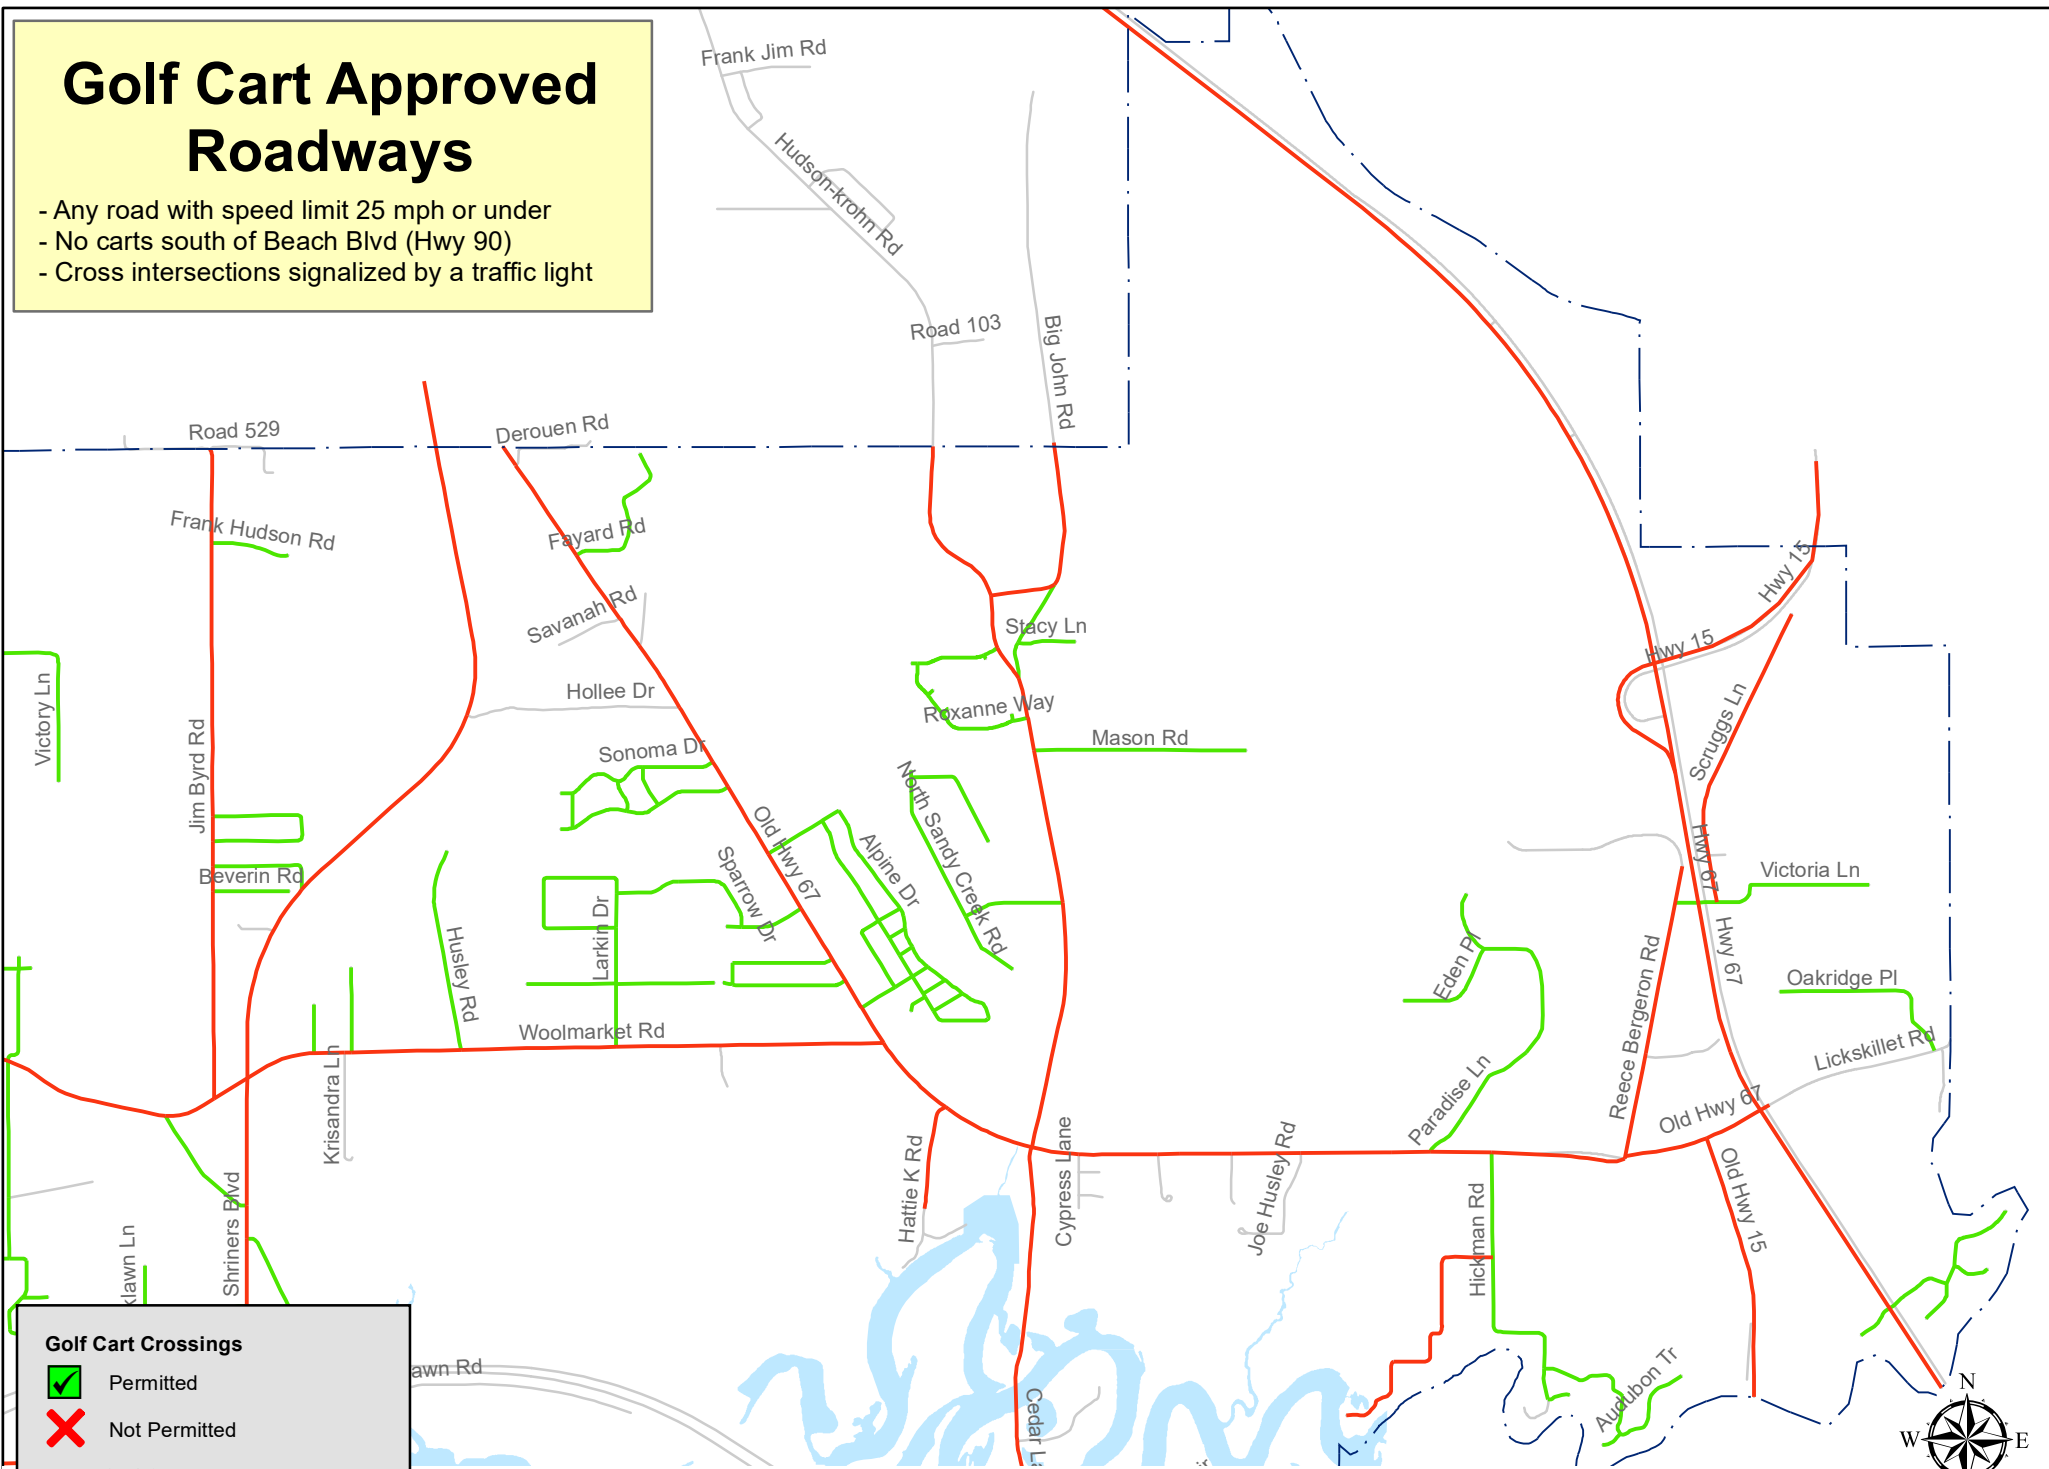 Golf Cart Approved
Roadways
- Any road with speed limit 25 mph or under
- No carts south of Beach Blvd (Hwy 90)
- Cross intersections signalized by a traffic light
Frank Jim Rd
Hudson-krohn Rd
Road 103
Big John Rd
Road 529
Derouen Rd
Frank Hudson Rd
Fayard Rd
Savanah Rd
Stacy Ln
Hwy 15
Hwy 15
Victory Ln
Jim Byrd Rd
Hollee Dr
Roxanne Way
Mason Rd
Scruggs Ln
Sonoma Dr
Old Hwy 67
North Sandy Creek Rd
Alpine Dr
Sparrow Dr
Hwy 67
Victoria Ln
Beverin Rd
Larkin Dr
Husley Rd
Eden Pl
Hwy 67
Reece Bergeron Rd
Oakridge Pl
Woolmarket Rd
Lickskillet Rd
Krisandra Ln
Paradise Ln
Old Hwy 67
Hattie K Rd
Cypress Lane
Joe Husley Rd
Old Hwy 15
Shriners Blvd
Hickman Rd
klawn Ln
awn Rd
Audubon Tr
Cedar La
Golf Cart Crossings
Permitted
Not Permitted
N
W
E